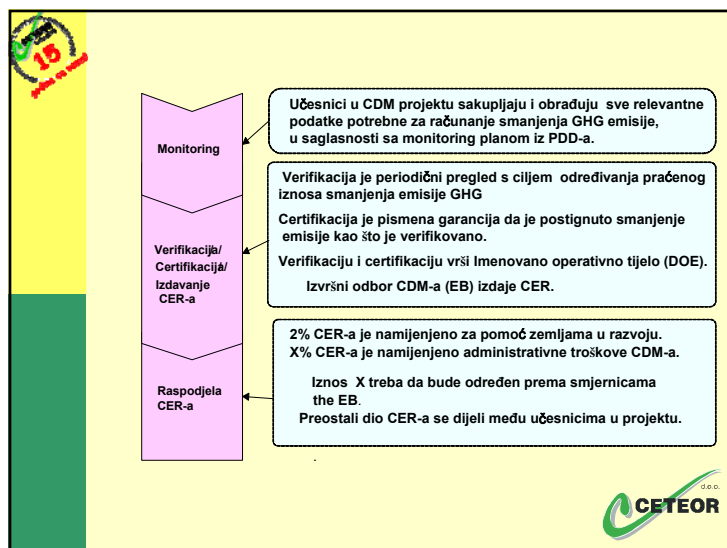 15
Monitoring
Učesnici u CDM projektu sakupljaju i obrađuju sve relevantne
podatke potrebne za računanje smanjenja GHG emisije,
u saglasnosti sa monitoring planom iz PDD-a.
Verifikacija/
Certifikacija/
Izdavanje
CER-a
Verifikacija je periodični pregled s ciljem određivanja praćenog
iznosa smanjenja emisije GHG
Certifikacija je pismena garancija da je postignuto smanjenje
emisije kao što je verifikovano.
Verifikaciju i certifikaciju vrši Imenovano operativno tijelo (DOE).
Izvršni odbor CDM-a (EB) izdaje CER.
Raspodjela
CER-a
2% CER-a je namijenjeno za pomoć zemljama u razvoju.
X% CER-a je namijenjeno administrativne troškove CDM-a.
Iznos X treba da bude određen prema smjernicama
the EB.
Preostali dio CER-a se dijeli među učesnicima u projektu.
.
d.o.o.
CETEOR